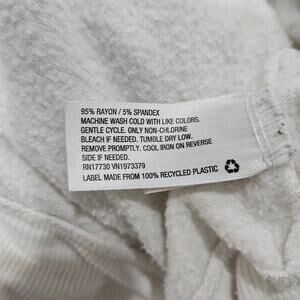 95% RAYON / 5% SPANDEX
MACHINE WASH COLD WITH LIKE COLORS.
GENTLE CYCLE. ONLY NON-CHLORINE
BLEACH IF NEEDED. TUMBLE DRY LOW.
REMOVE PROMPTLY. COOL IRON ON REVERSE
SIDE IF NEEDED.
RN17730 VN1973379
LABEL MADE FROM 100% RECYCLED PLASTIC